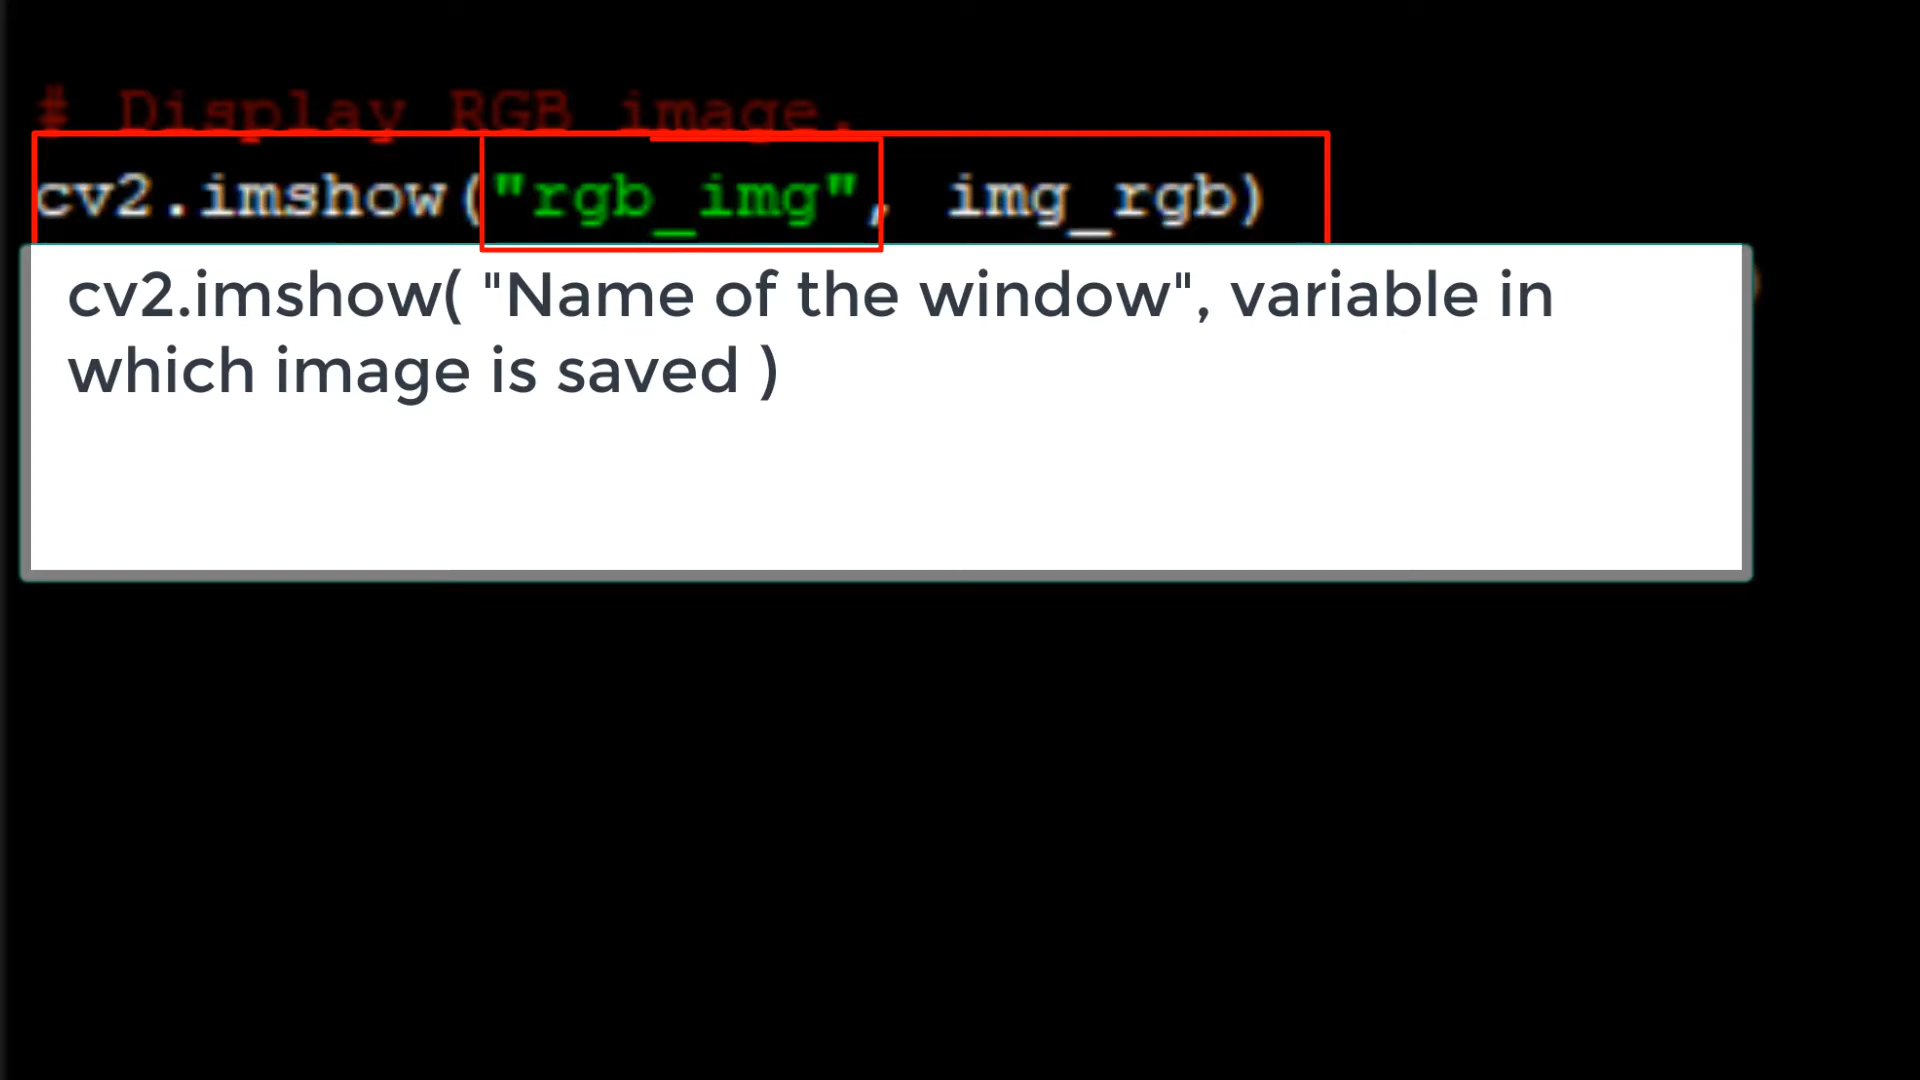 # Display RGB image.
cv2.imshow("rgb_img", img_rgb)
cv2.imshow( "Name of the window", variable in
which image is saved )